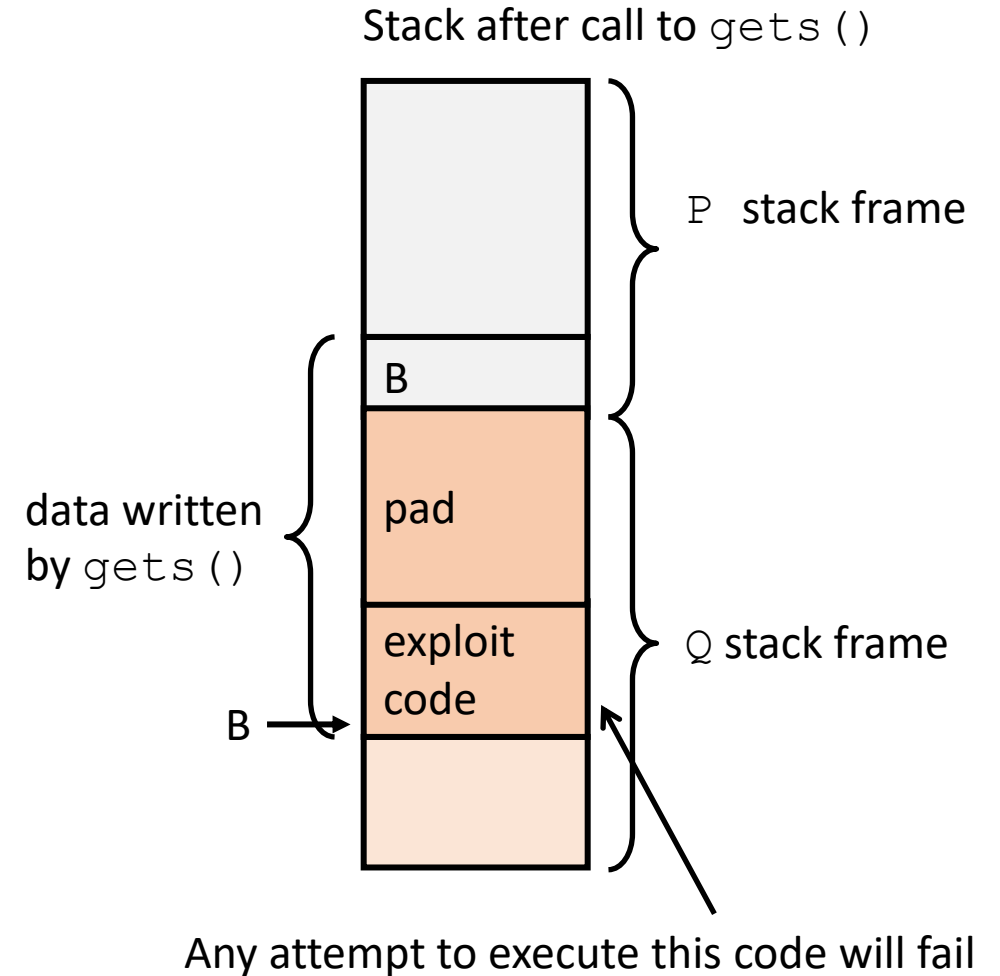 Stack after call to gets()
P stack frame
B
pad
data written
by gets()
exploit
code
Q stack frame
B
Any attempt to execute this code will fail